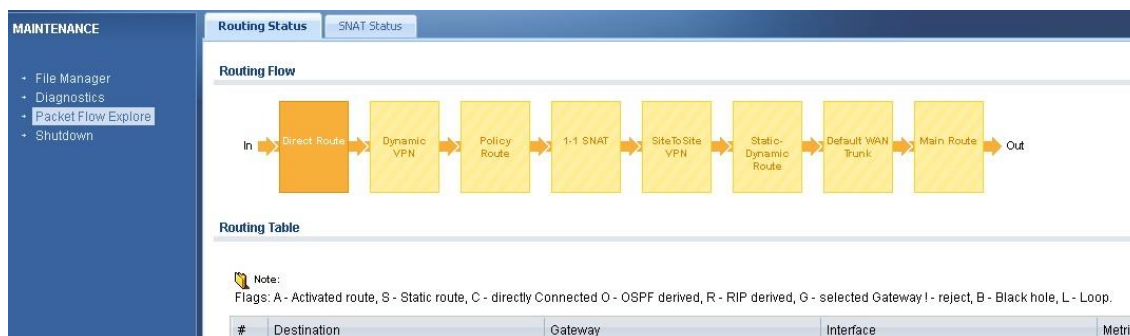 MAINTENANCE
File Manager
Diagnostics
Packet Flow Explore
Shutdown
Routing Status
SNAT Status
Routing Flow
In
Direct Route
Dynamic
VPN
Policy
Route
1-1 SNAT
SiteToSite
VPN
Static-
Dynamic
Route
Default WAN
Trunk
Main Route
Out
Routing Table
Note:
Flags: A - Activated route, S - Static route, C - directly Connected O - OSPF derived, R - RIP derived, G - selected Gateway ! - reject, B - Black hole, L - Loop.
# Destination Gateway Interface Metri